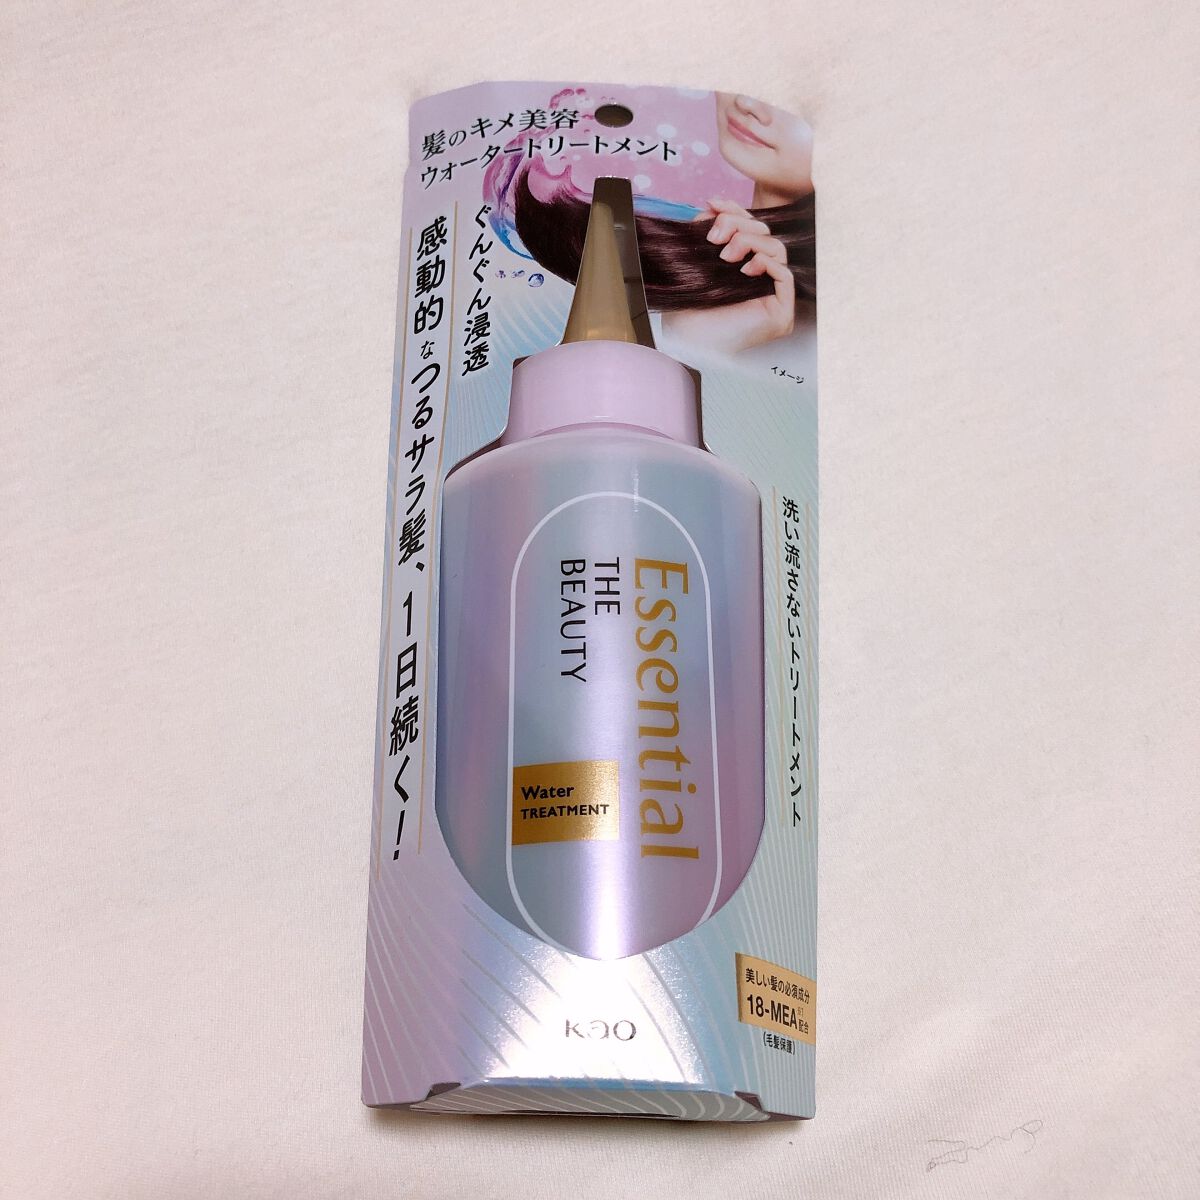 髪のキメ美容
ウォータートリートメント
ぐんぐん浸透
感動的なつるサラ髪、1日続く!
イメージ
洗い流さないトリートメント
Essential
THE
BEAUTY
Water
TREATMENT
美しい髪の必須成分
18-MEA 配合
(毛髪保護)
Kao